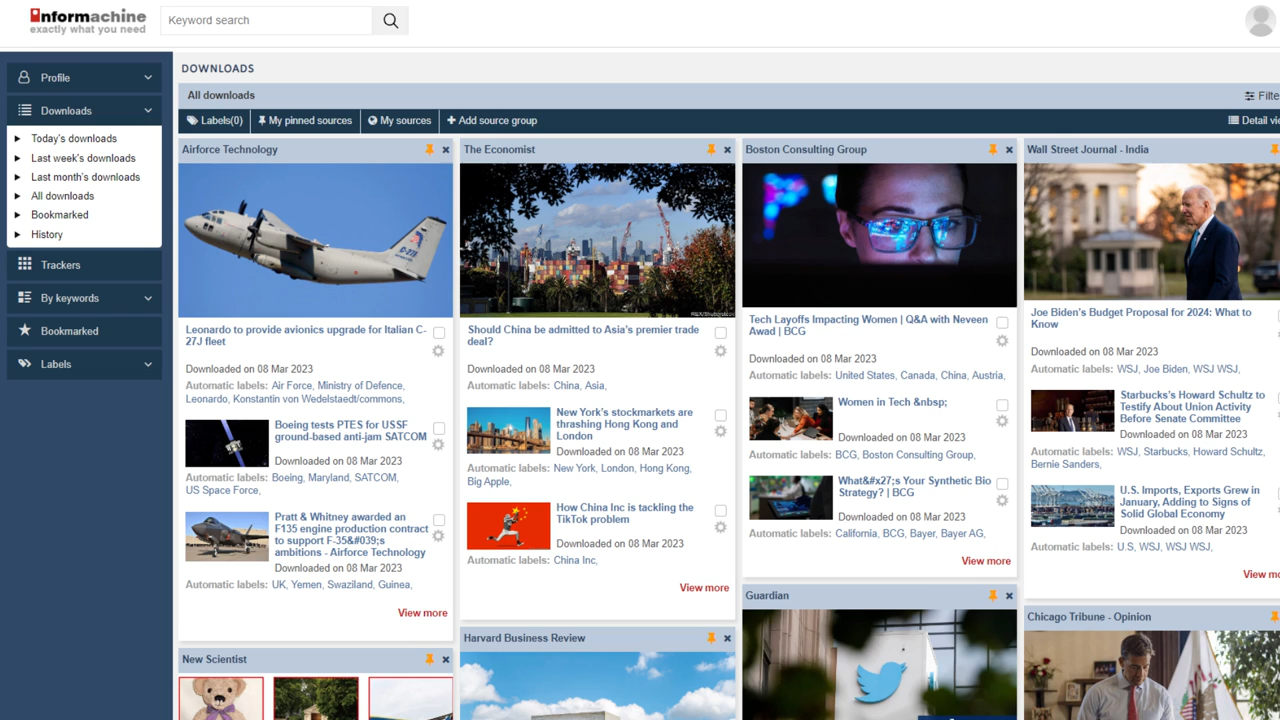 informachine
exactly what you need
Keyword search
Profile
Downloads
Today's downloads
Last week's downloads
Last month's downloads
All downloads
Bookmarked
History
Trackers
By keywords
Bookmarked
Labels
DOWNLOADS
All downloads
Filte
Labels(0)
My pinned sources
My sources
Add source group
Detail vie
Airforce Technology
C-27J
Leonardo to provide avionics upgrade for Italian C-
27J fleet
Downloaded on 08 Mar 2023
Automatic labels: Air Force, Ministry of Defence,
Leonardo, Konstantin von Wedelstaedt/commons,
Boeing tests PTES for USSF
ground-based anti-jam SATCOM
Downloaded on 08 Mar 2023
Automatic labels: Boeing, Maryland, SATCOM,
US Space Force,
Pratt & Whitney awarded an
F135 engine production contract
to support F-35&#039;s
ambitions - Airforce Technology
Downloaded on 08 Mar 2023
Automatic labels: UK, Yemen, Swaziland, Guinea,
View more
New Scientist
The Economist
Should China be admitted to Asia's premier trade
deal?
Downloaded on 08 Mar 2023
Automatic labels: China, Asia,
New York's stockmarkets are
thrashing Hong Kong and
London
Downloaded on 08 Mar 2023
Automatic labels: New York, London, Hong Kong,
Big Apple,
How China Inc is tackling the
TikTok problem
Downloaded on 08 Mar 2023
Automatic labels: China Inc,
View more
Harvard Business Review
Boston Consulting Group
Tech Layoffs Impacting Women | Q&A with Neveen
Awad | BCG
Downloaded on 08 Mar 2023
Automatic labels: United States, Canada, China, Austria,
Women in Tech &nbsp;
Downloaded on 08 Mar 2023
Automatic labels: BCG, Boston Consulting Group,
What&#x27;s Your Synthetic Bio
Strategy? | BCG
Downloaded on 08 Mar 2023
Automatic labels: California, BCG, Bayer, Bayer AG,
View more
Guardian
Wall Street Journal - India
Joe Biden's Budget Proposal for 2024: What to
Know
Downloaded on 08 Mar 2023
Automatic labels: WSJ, Joe Biden, WSJ WSJ,
Starbucks's Howard Schultz to
Testify About Union Activity
Before Senate Committee
Downloaded on 08 Mar 2023
Automatic labels: WSJ, Starbucks, Howard Schultz,
Bernie Sanders,
U.S. Imports, Exports Grew in
January, Adding to Signs of
Solid Global Economy
Downloaded on 08 Mar 2023
Automatic labels: U.S, WSJ, WSJ WSJ,
View mo
Chicago Tribune - Opinion